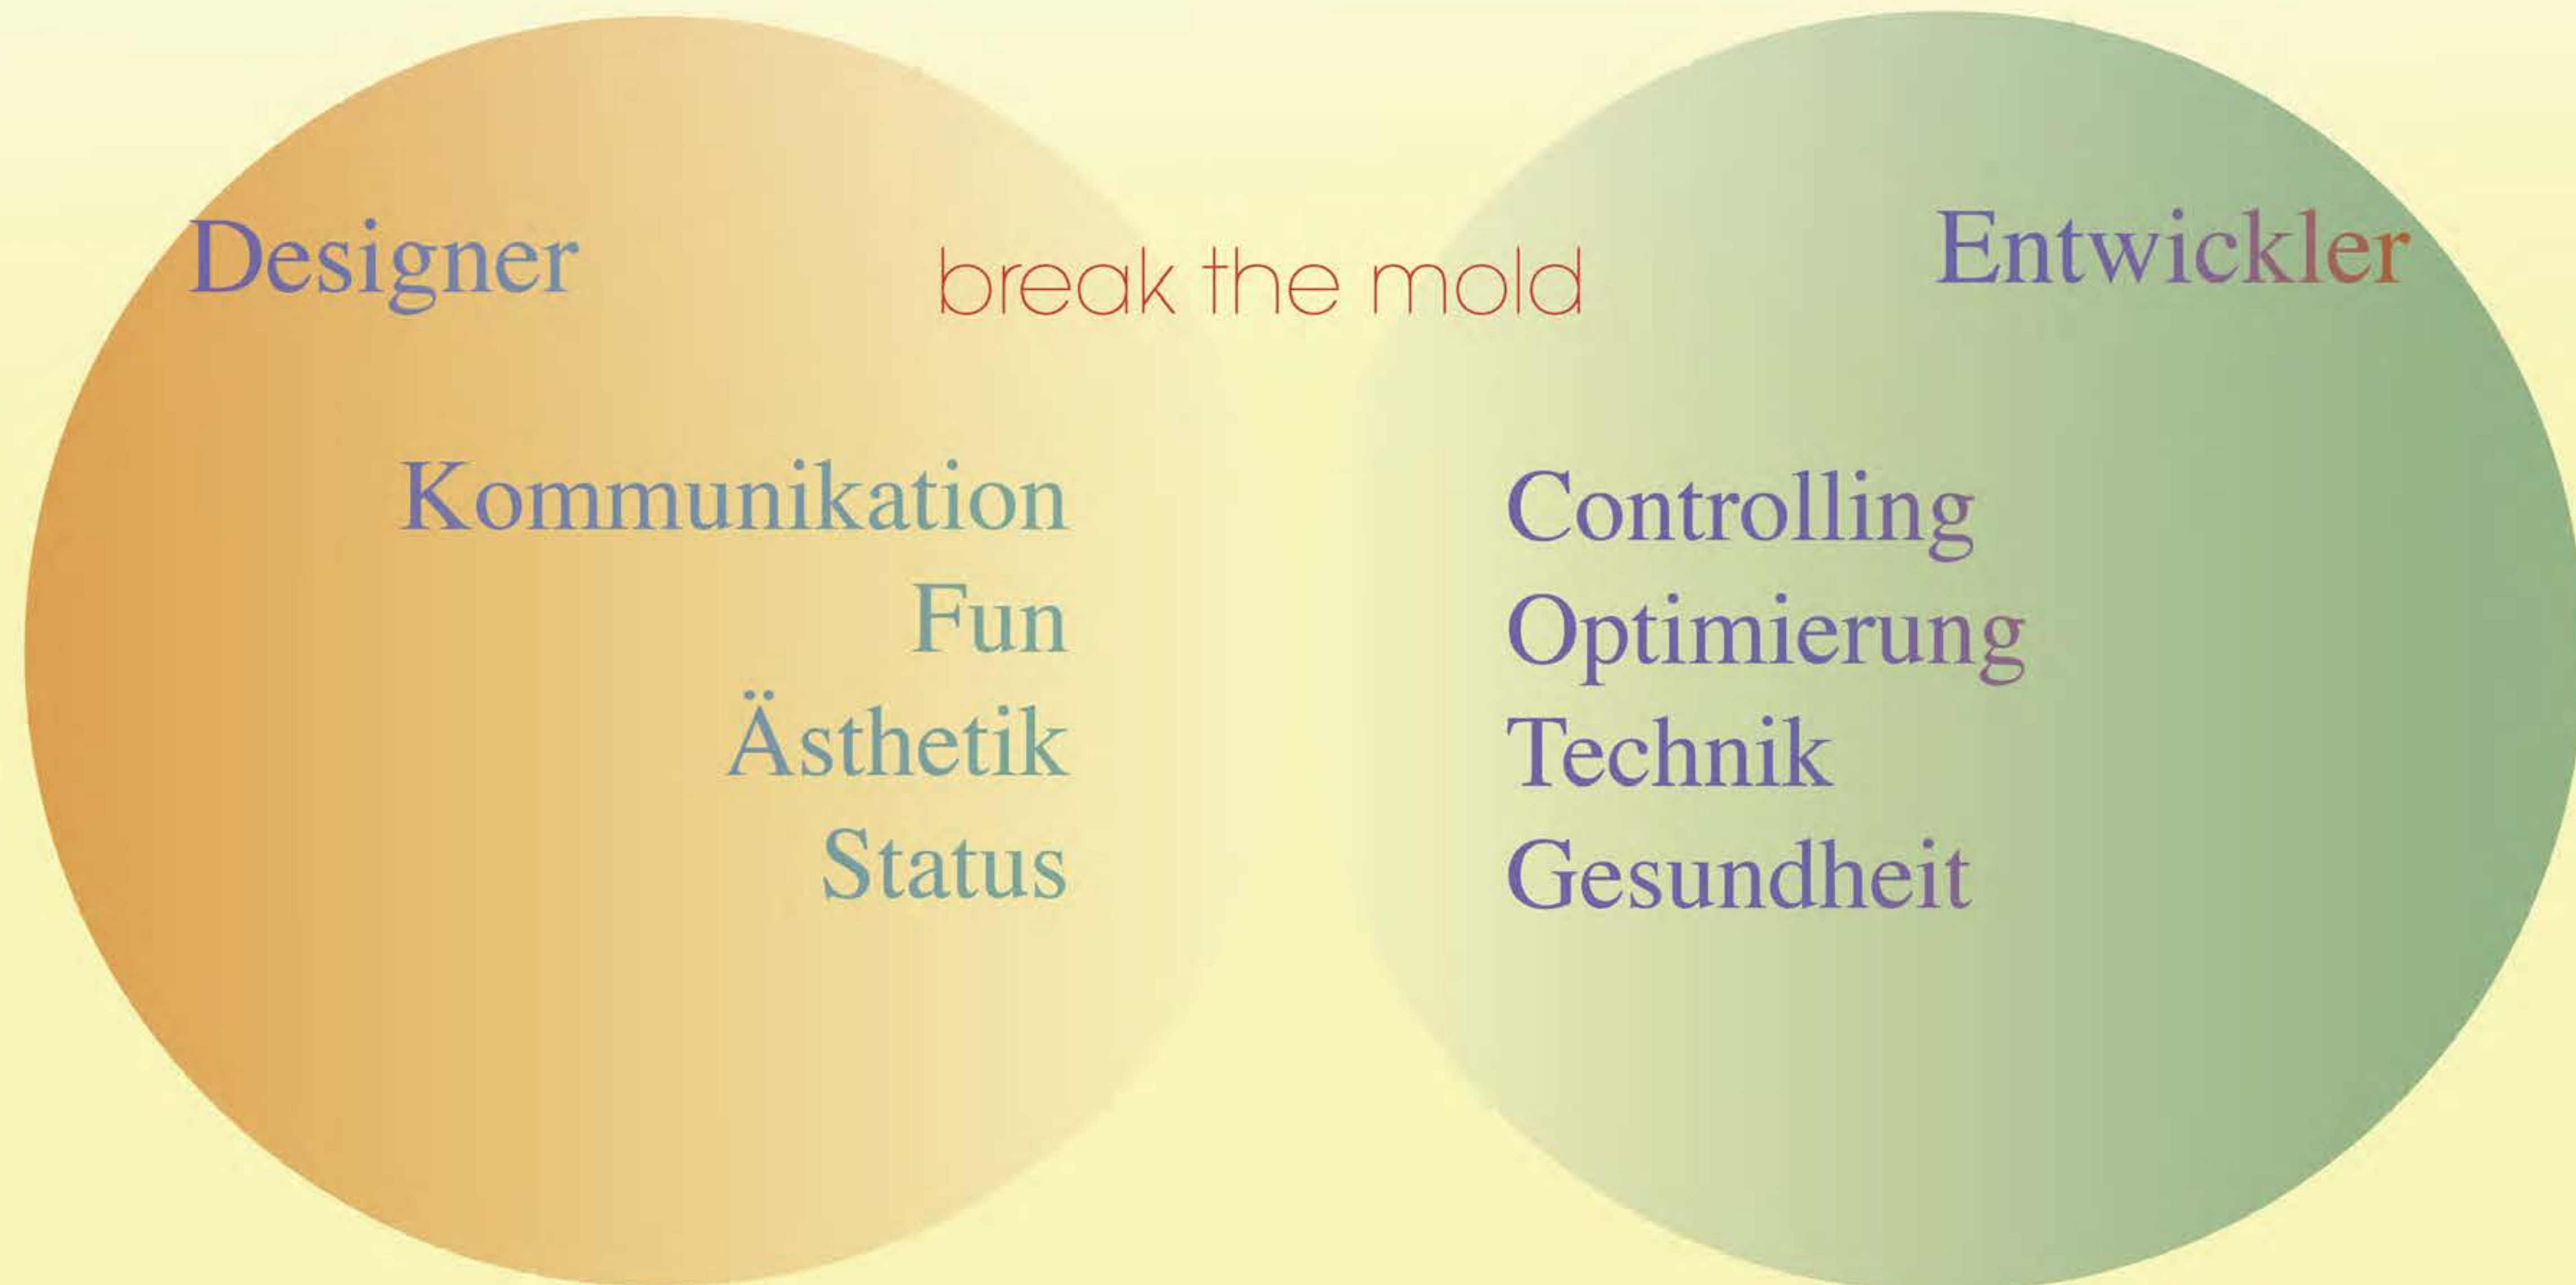 Designer
break the mold
Entwickler
Kommunikation
Fun
Ästhetik
Status
Controlling
Optimierung
Technik
Gesundheit